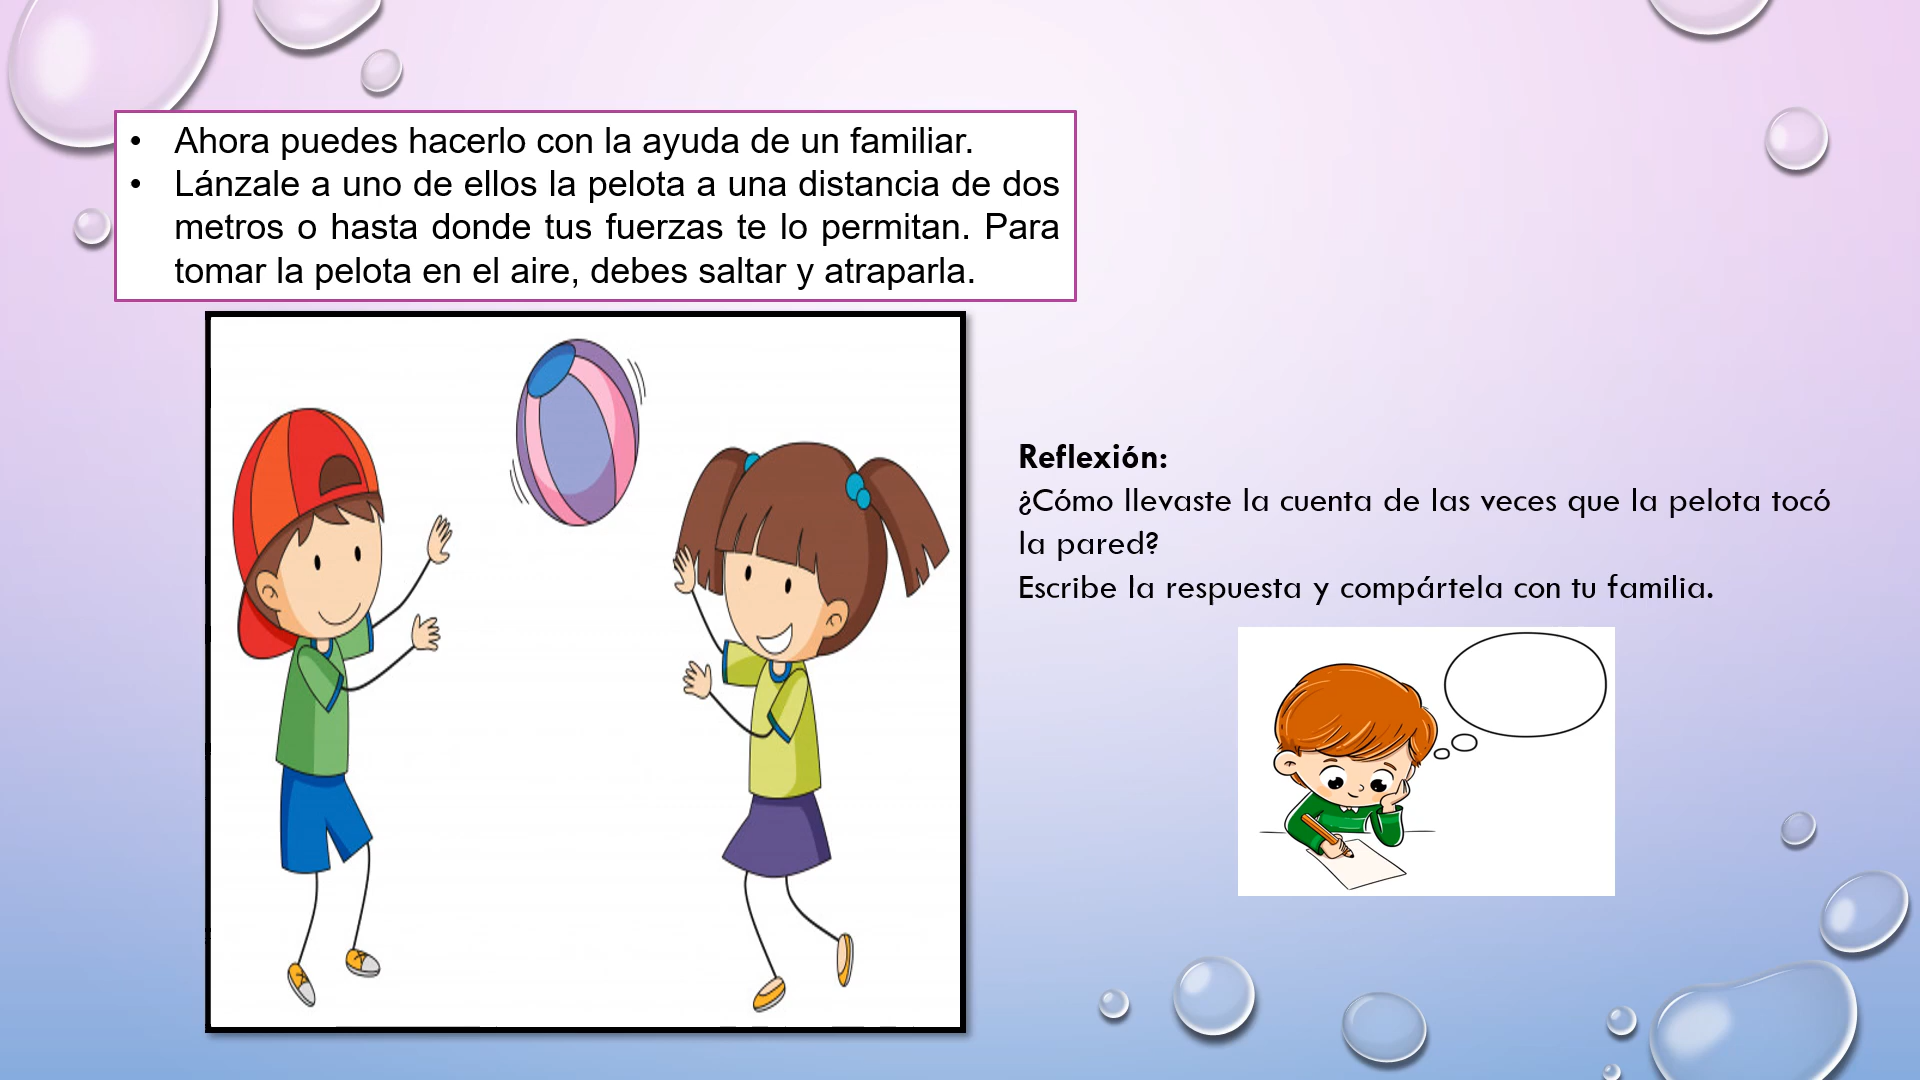 • Ahora puedes hacerlo con la ayuda de un familiar.
• Lánzale a uno de ellos la pelota a una distancia de dos
metros o hasta donde tus fuerzas te lo permitan. Para
tomar la pelota en el aire, debes saltar y atraparla.
Reflexión:
¿Cómo llevaste la cuenta de las veces que la pelota tocó
la pared?
Escribe la respuesta y compártela con tu familia.